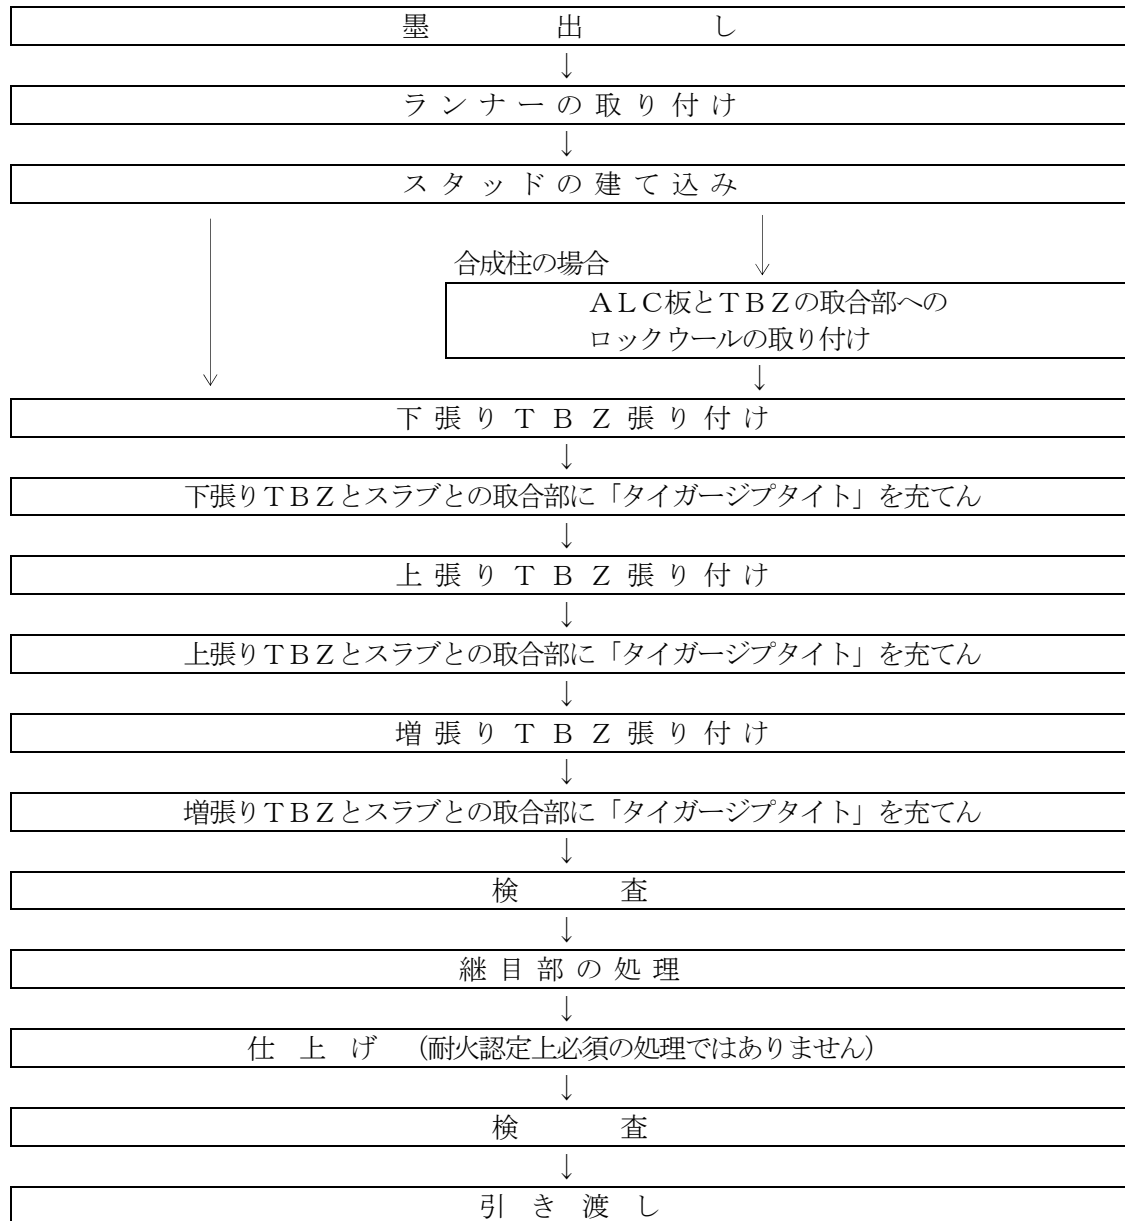 墨出し
↓
ランナーの取り付け
↓
スタッドの建て込み
合成柱の場合
ＡＬＣ板とＴＢＺの取合部への
ロックウールの取り付け
↓
下張りＴＢＺ張り付け
↓
下張りＴＢＺとスラブとの取合部に「タイガージプタイト」を充てん
↓
上張りＴＢＺ張り付け
↓
上張りＴＢＺとスラブとの取合部に「タイガージプタイト」を充てん
↓
増張りＴＢＺ張り付け
↓
増張りＴＢＺとスラブとの取合部に「タイガージプタイト」を充てん
↓
検査
↓
継目部の処理
↓
仕上げ （耐火認定上必須の処理ではありません）
↓
検査
↓
引き渡し